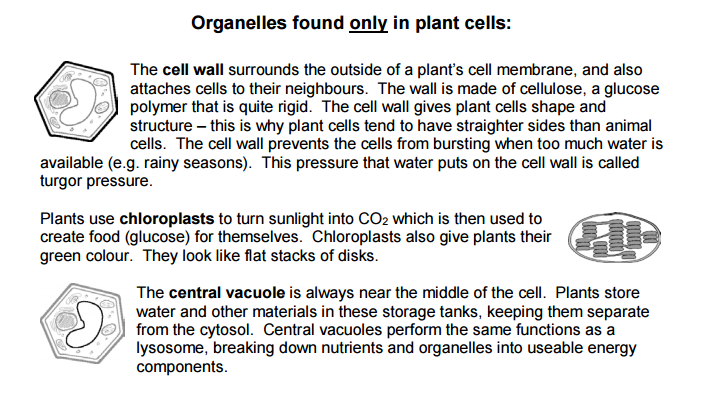 Organelles found only in plant cells:
The cell wall surrounds the outside of a plant's cell membrane, and also
attaches cells to their neighbours.  The wall is made of cellulose, a glucose
polymer that is quite rigid.  The cell wall gives plant cells shape and
structure – this is why plant cells tend to have straighter sides than animal
cells.  The cell wall prevents the cells from bursting when too much water is
available (e.g. rainy seasons).  This pressure that water puts on the cell wall is called
turgor pressure.
Plants use chloroplasts to turn sunlight into CO₂ which is then used to
create food (glucose) for themselves.  Chloroplasts also give plants their
green colour.  They look like flat stacks of disks.
The central vacuole is always near the middle of the cell.  Plants store
water and other materials in these storage tanks, keeping them separate
from the cytosol.  Central vacuoles perform the same functions as a
lysosome, breaking down nutrients and organelles into useable energy
components.